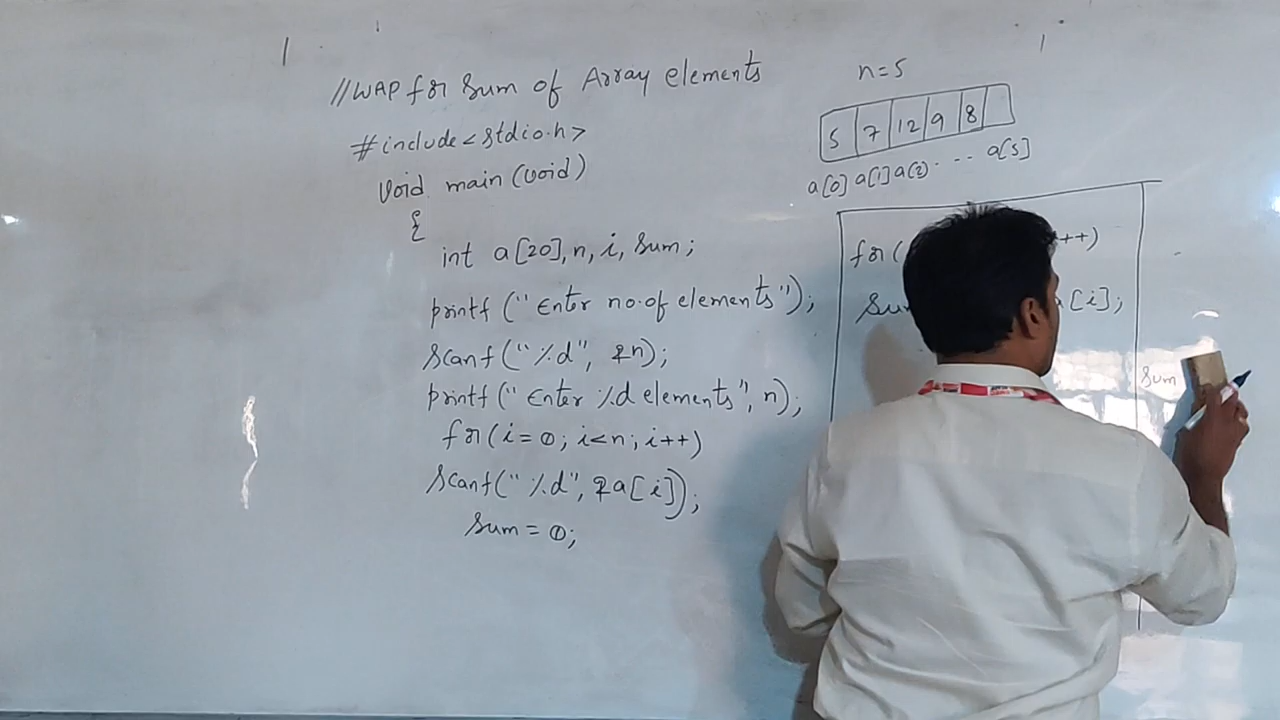 //WAP for Sum of Array elements
#include<stdio.h>
void main(void)
{
int a[20], n, i, sum;
printf("Enter no.of elements");
scanf("%d", &n);
printf("Enter %d elements", n);
for(i=0; i<n; i++)
scanf("%d", &a[i]);
sum = 0;
n=5
5 7 12 9 8
a[0] a[1] a[2] ... a[5]
for( ++)
a[i];
sum